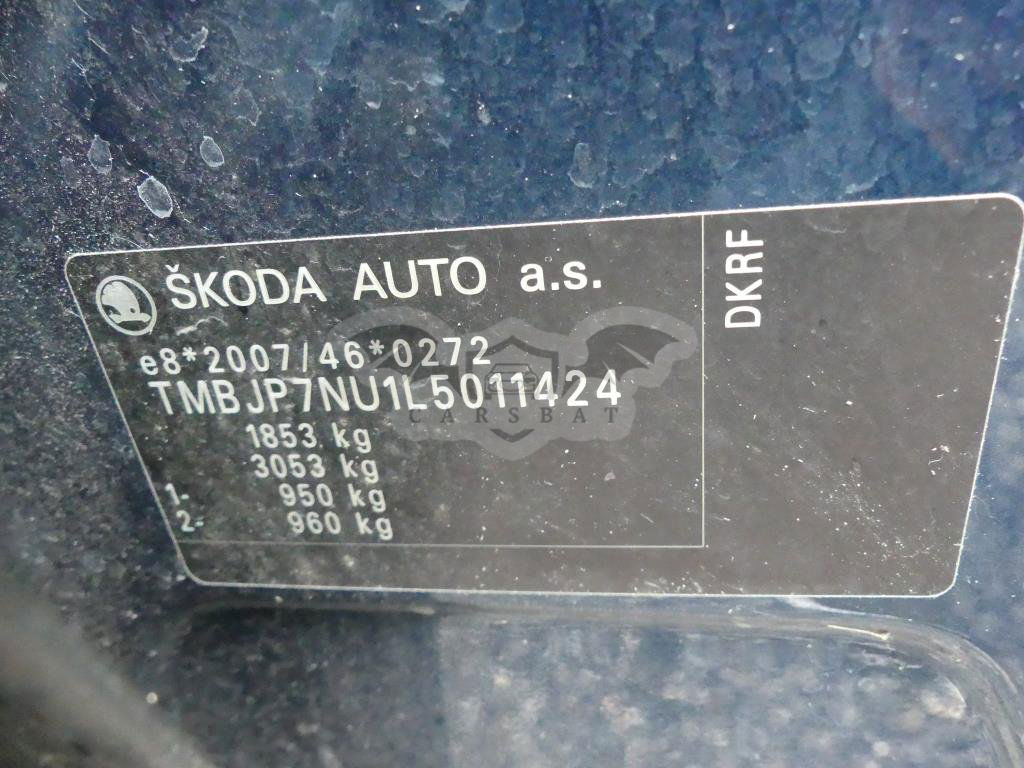 ŠKODA AUTO a.s.
DKRF
e8*2007/46*0272
TMBJP7NU1L5011424
CARSBAT
1853 kg
3053 kg
1- 950 kg
2- 960 kg